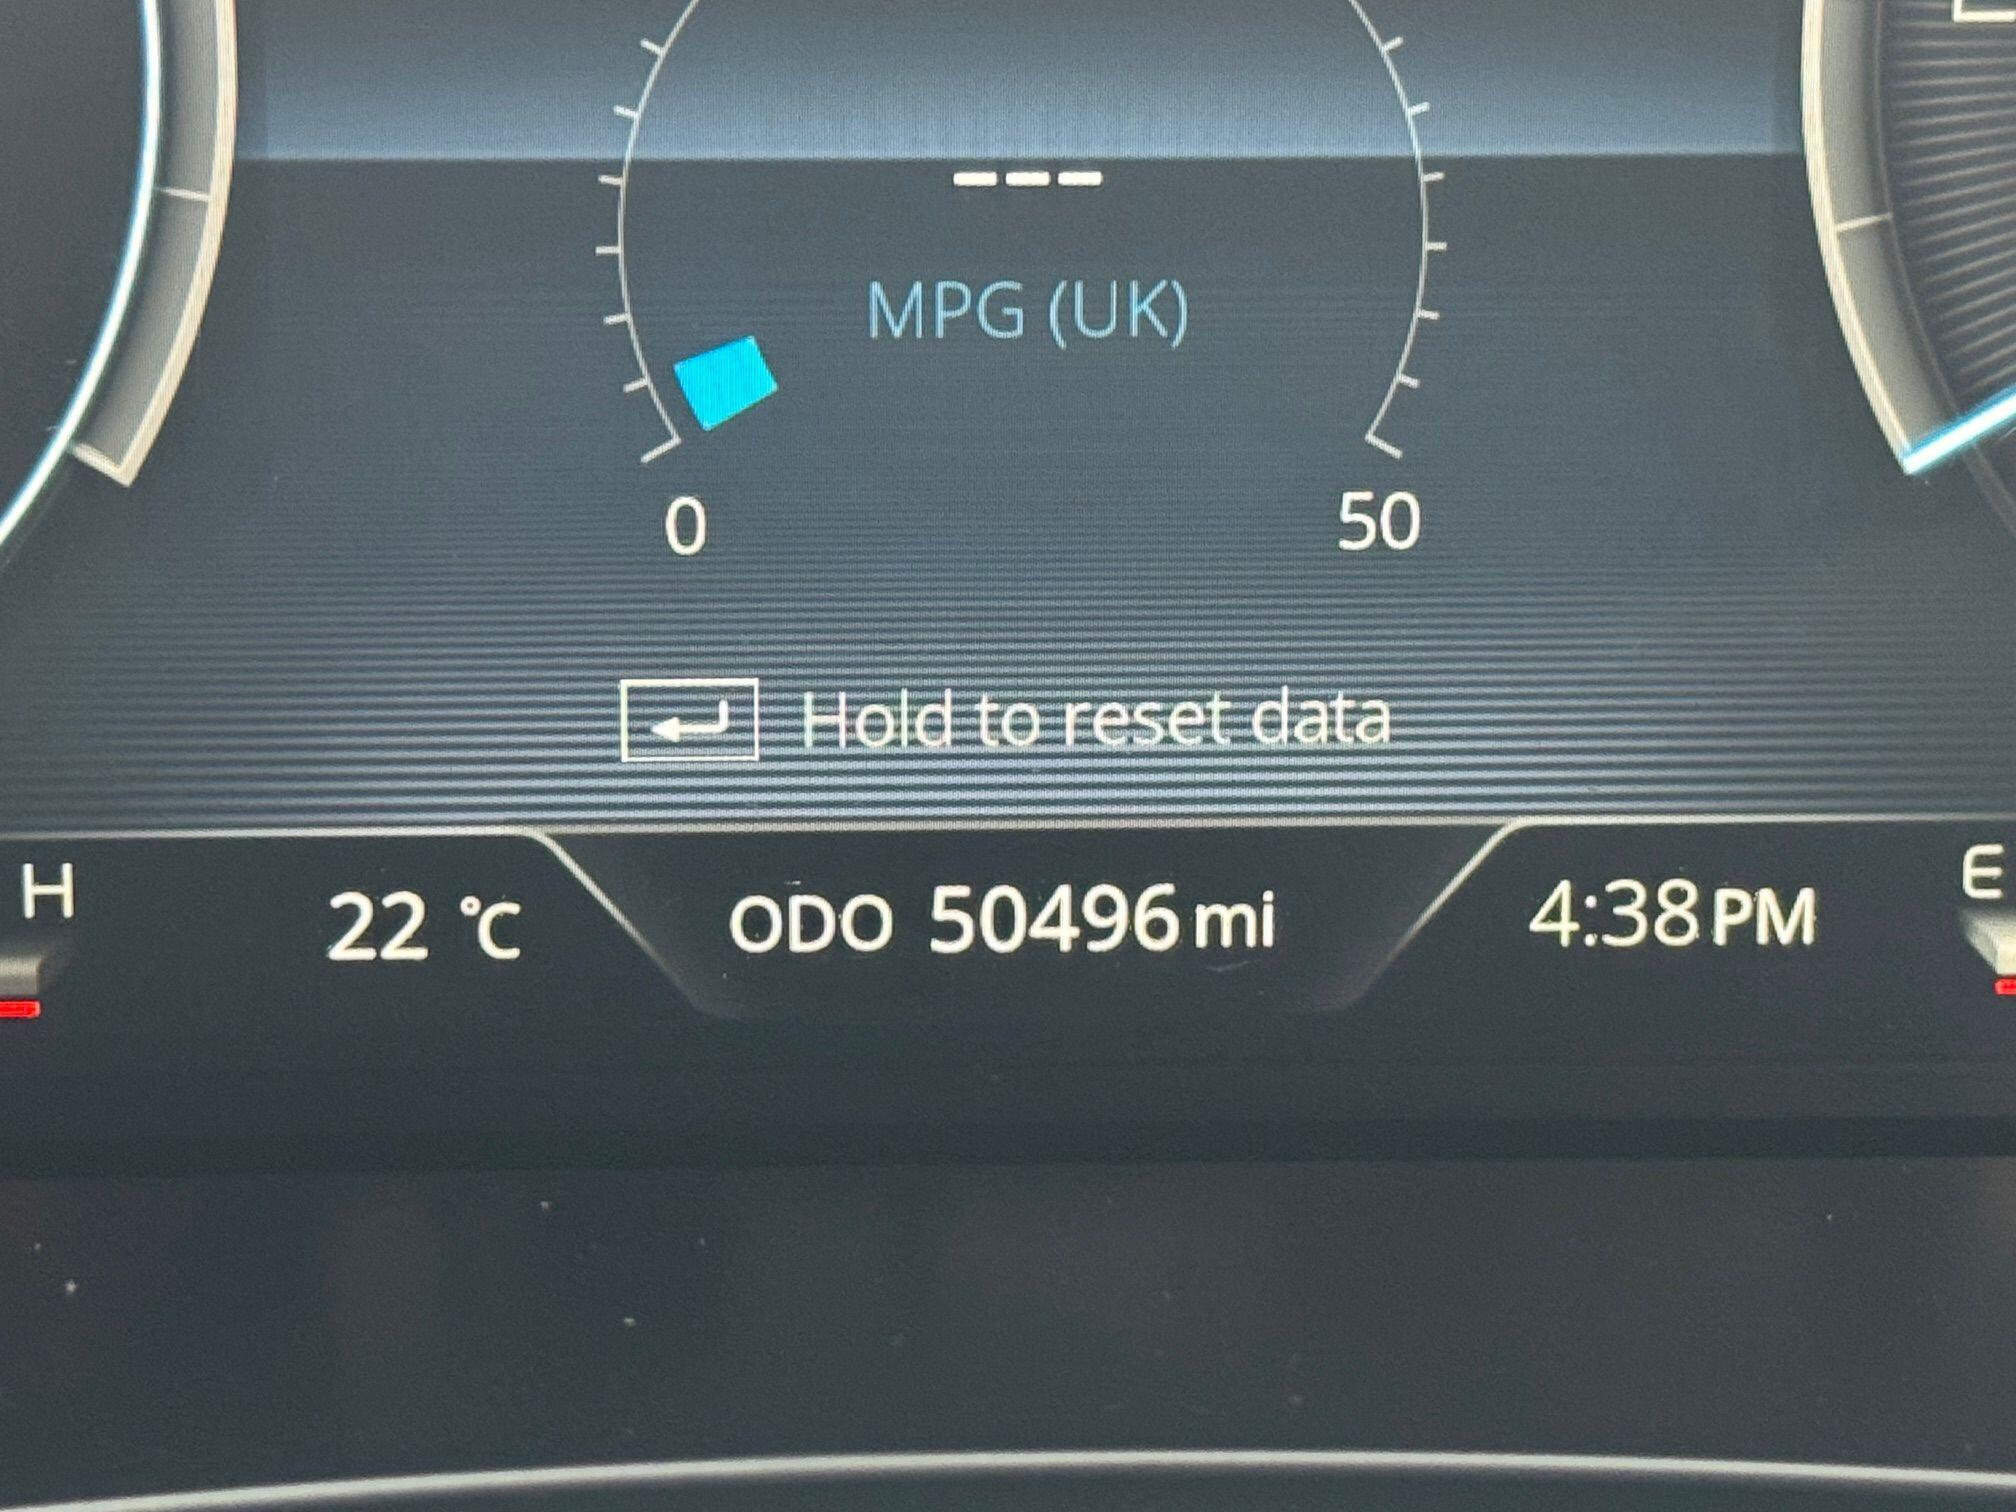 ---
MPG (UK)
0 50
Hold to reset data
H E
22 °C ODO 50496 mi 4:38 PM